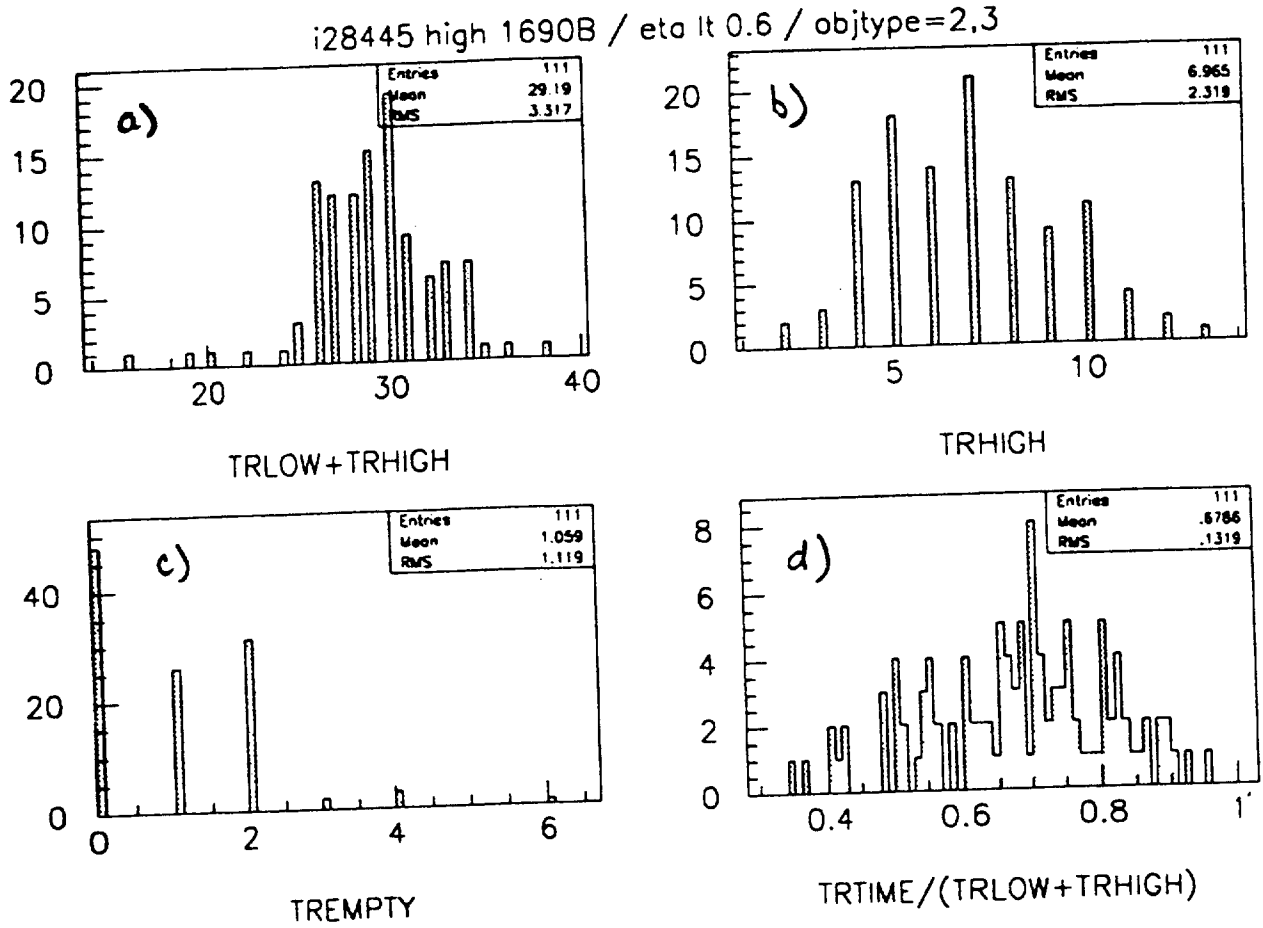 i28445 high 1690B / eta lt 0.6 / objtype=2,3
a)
Entries 111
Mean 29.19
RMS 3.317
20
15
10
5
0
20 30 40
TRLOW+TRHIGH
b)
Entries 111
Mean 6.965
RMS 2.319
20
15
10
5
0
5 10
TRHIGH
c)
Entries 111
Mean 1.059
RMS 1.119
40
20
0
0 2 4 6
TREMPTY
d)
Entries 111
Mean .6786
RMS .1319
8
6
4
2
0
0.4 0.6 0.8 1
TRTIME/(TRLOW+TRHIGH)